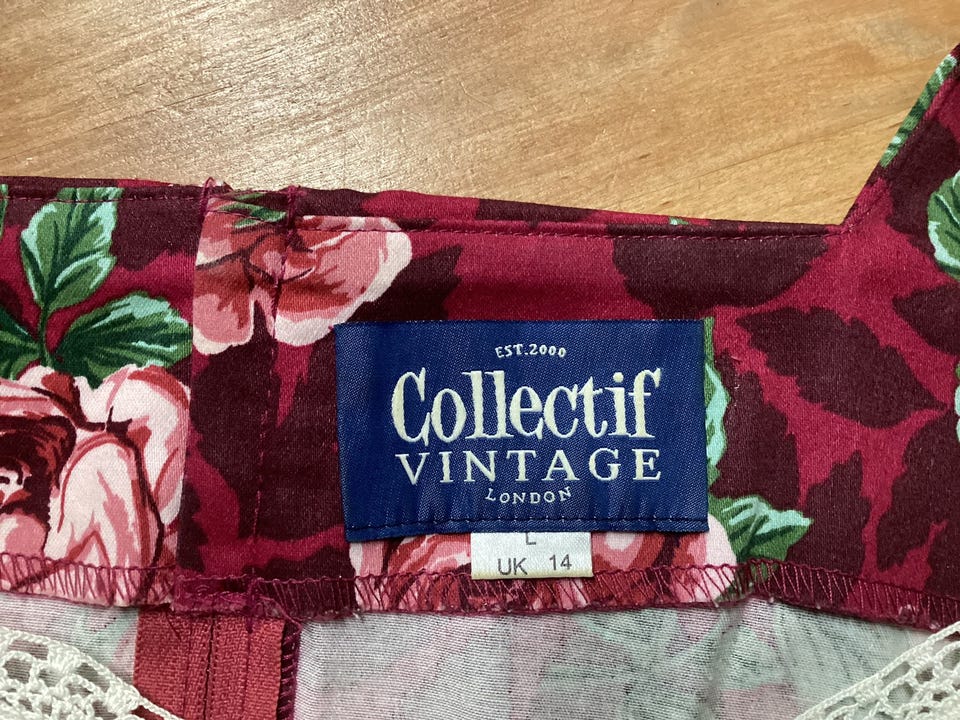 EST.2000
Collectif
VINTAGE
LONDON
L
UK 14